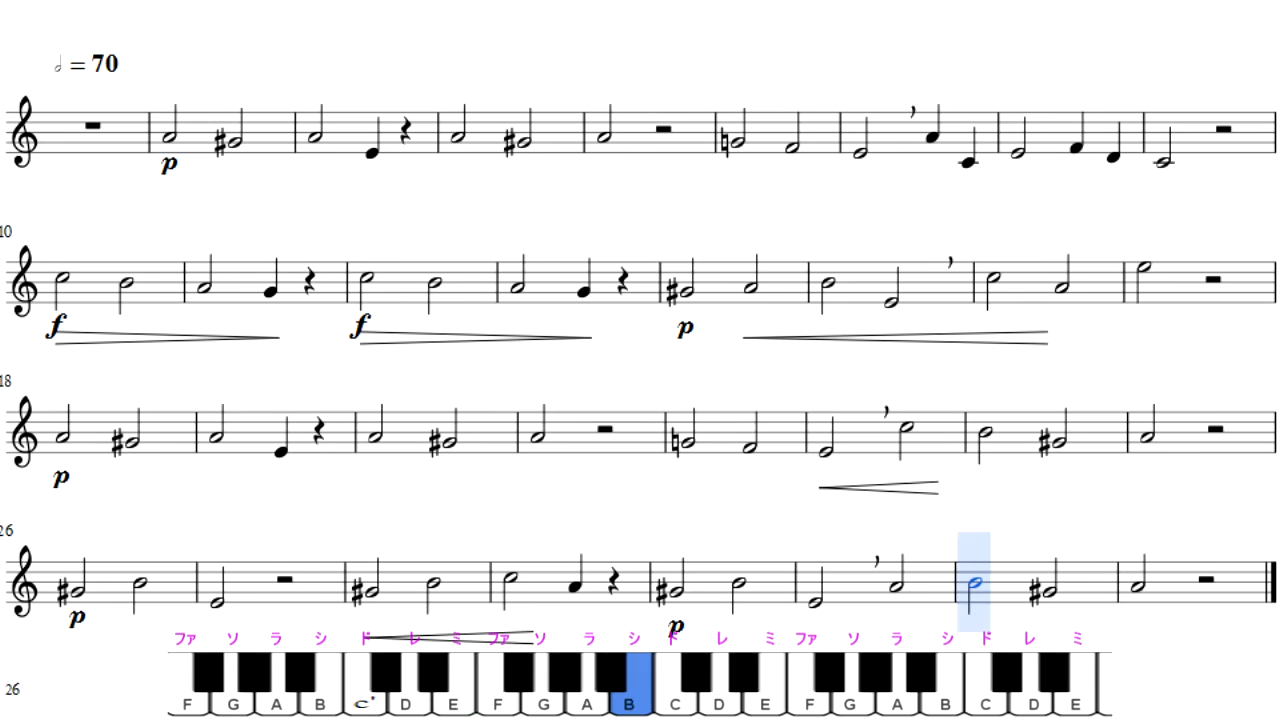 = 70
p
10
f f p
18
p
26
p p
ファ ソ ラ シ ド レ ミ ファ ソ ラ シ ド レ ミ ファ ソ ラ シ ド レ ミ
F G A B C D E F G A B C D E F G A B C D E
26